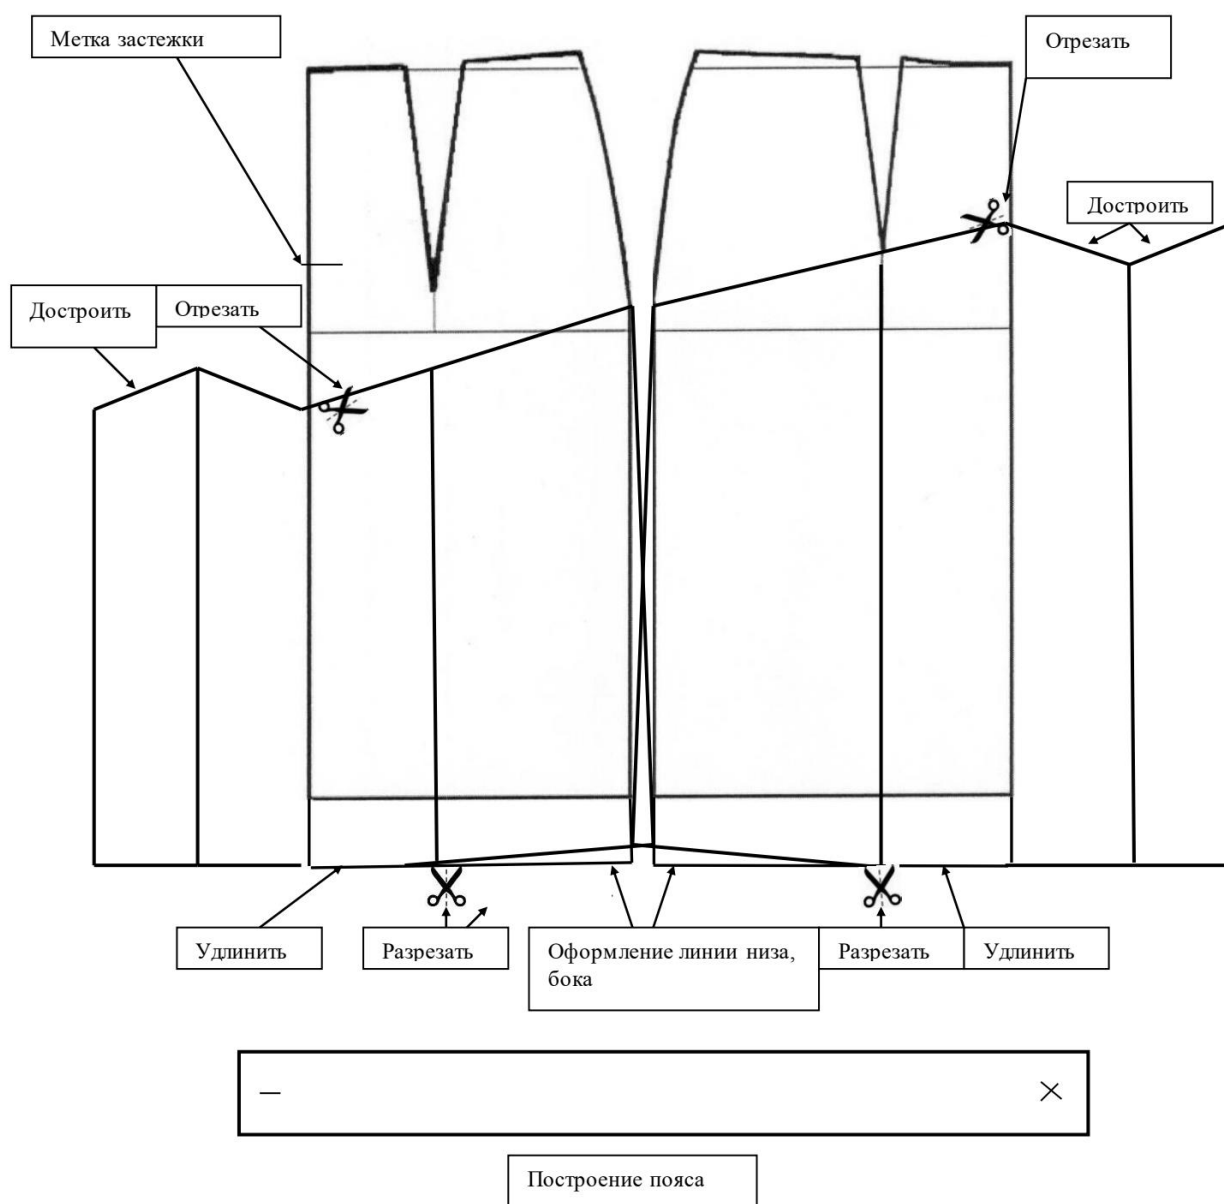 Метка застежки
Отрезать
Достроить
Достроить
Отрезать
Удлинить
Разрезать
Оформление линии низа,
бока
Разрезать
Удлинить
Построение пояса